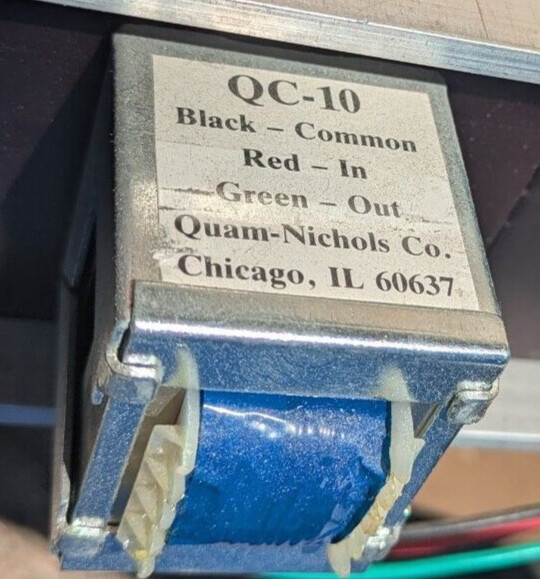 QC-10
Black – Common
Red – In
Green – Out
Quam-Nichols Co.
Chicago, IL 60637